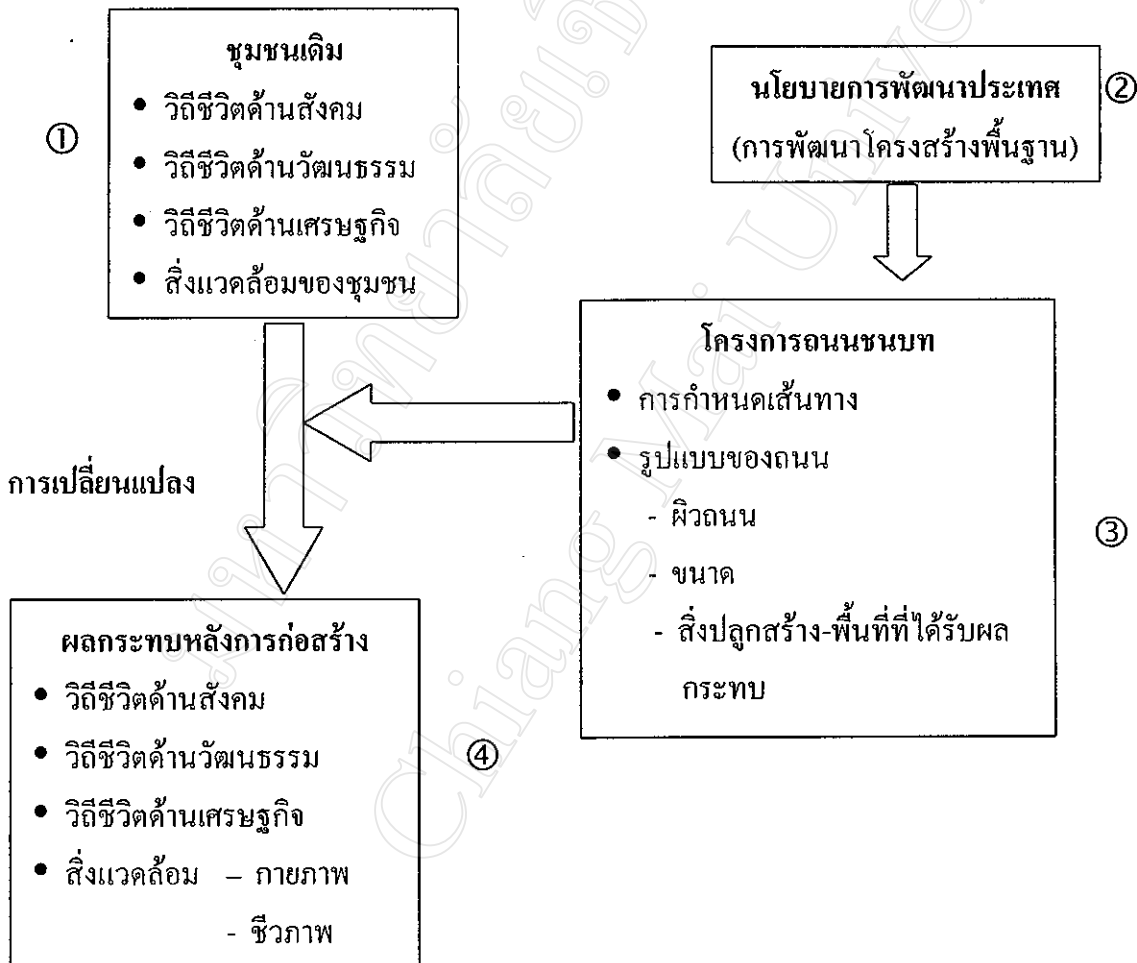 ชุมชนเดิม
• วิถีชีวิตด้านสังคม
• วิถีชีวิตด้านวัฒนธรรม
• วิถีชีวิตด้านเศรษฐกิจ
• สิ่งแวดล้อมของชุมชน
①
นโยบายการพัฒนาประเทศ
(การพัฒนาโครงสร้างพื้นฐาน)
②
โครงการถนนชนบท
• การกำหนดเส้นทาง
• รูปแบบของถนน
- ผิวถนน
- ขนาด
- สิ่งปลูกสร้าง-พื้นที่ที่ได้รับผล
กระทบ
③
การเปลี่ยนแปลง
ผลกระทบหลังการก่อสร้าง
• วิถีชีวิตด้านสังคม
• วิถีชีวิตด้านวัฒนธรรม
• วิถีชีวิตด้านเศรษฐกิจ
• สิ่งแวดล้อม – กายภาพ
- ชีวภาพ
④
Chiang Mai Unive